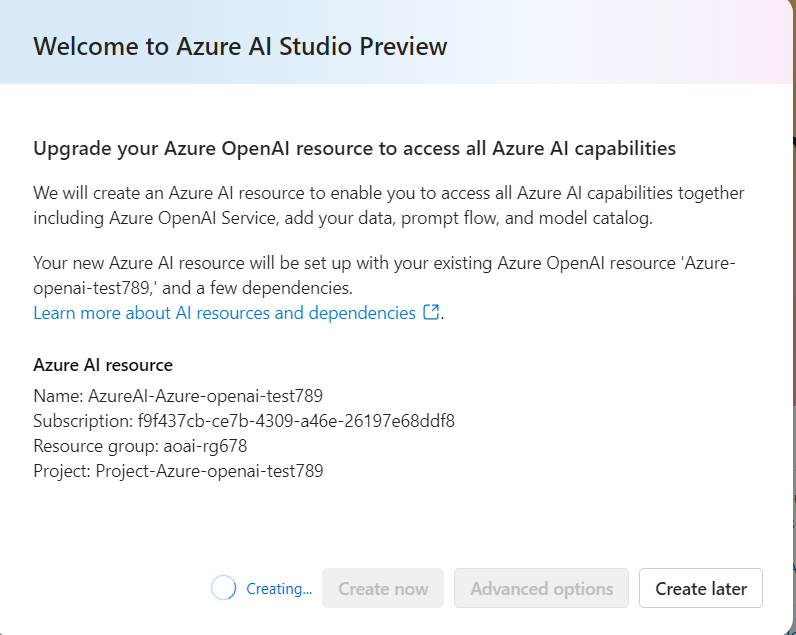 Welcome to Azure AI Studio Preview
Upgrade your Azure OpenAI resource to access all Azure AI capabilities
We will create an Azure AI resource to enable you to access all Azure AI capabilities together
including Azure OpenAI Service, add your data, prompt flow, and model catalog.
Your new Azure AI resource will be set up with your existing Azure OpenAI resource 'Azure-
openai-test789,' and a few dependencies.
Learn more about AI resources and dependencies .
Azure AI resource
Name: AzureAI-Azure-openai-test789
Subscription: f9f437cb-ce7b-4309-a46e-26197e68ddf8
Resource group: aoai-rg678
Project: Project-Azure-openai-test789
Creating... Create now Advanced options Create later